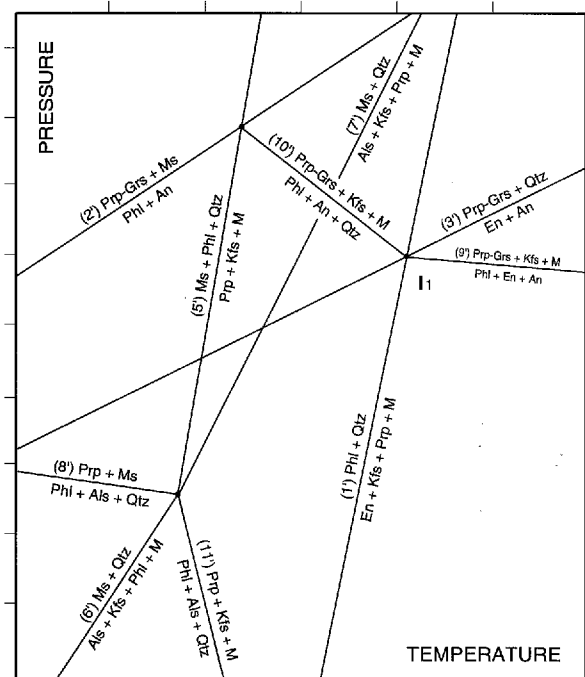 PRESSURE
(7') Ms + Qtz
Als + Kfs + Prp + M
(10') Prp-Grs + Kfs + M
Phl + An + Qtz
(2') Prp-Grs + Ms
Phl + An
(3') Prp-Grs + Qtz
En + An
(9') Prp-Grs + Kfs + M
Phl + En + An
I1
(5') Ms + Phl + Qtz
Prp + Kfs + M
(1') Phl + Qtz
En + Kfs + Prp + M
(8') Prp + Ms
Phl + Als + Qtz
(6') Ms + Qtz
Als + Kfs + Phl + M
(11') Prp + Kfs + M
Phl + Als + Qtz
TEMPERATURE